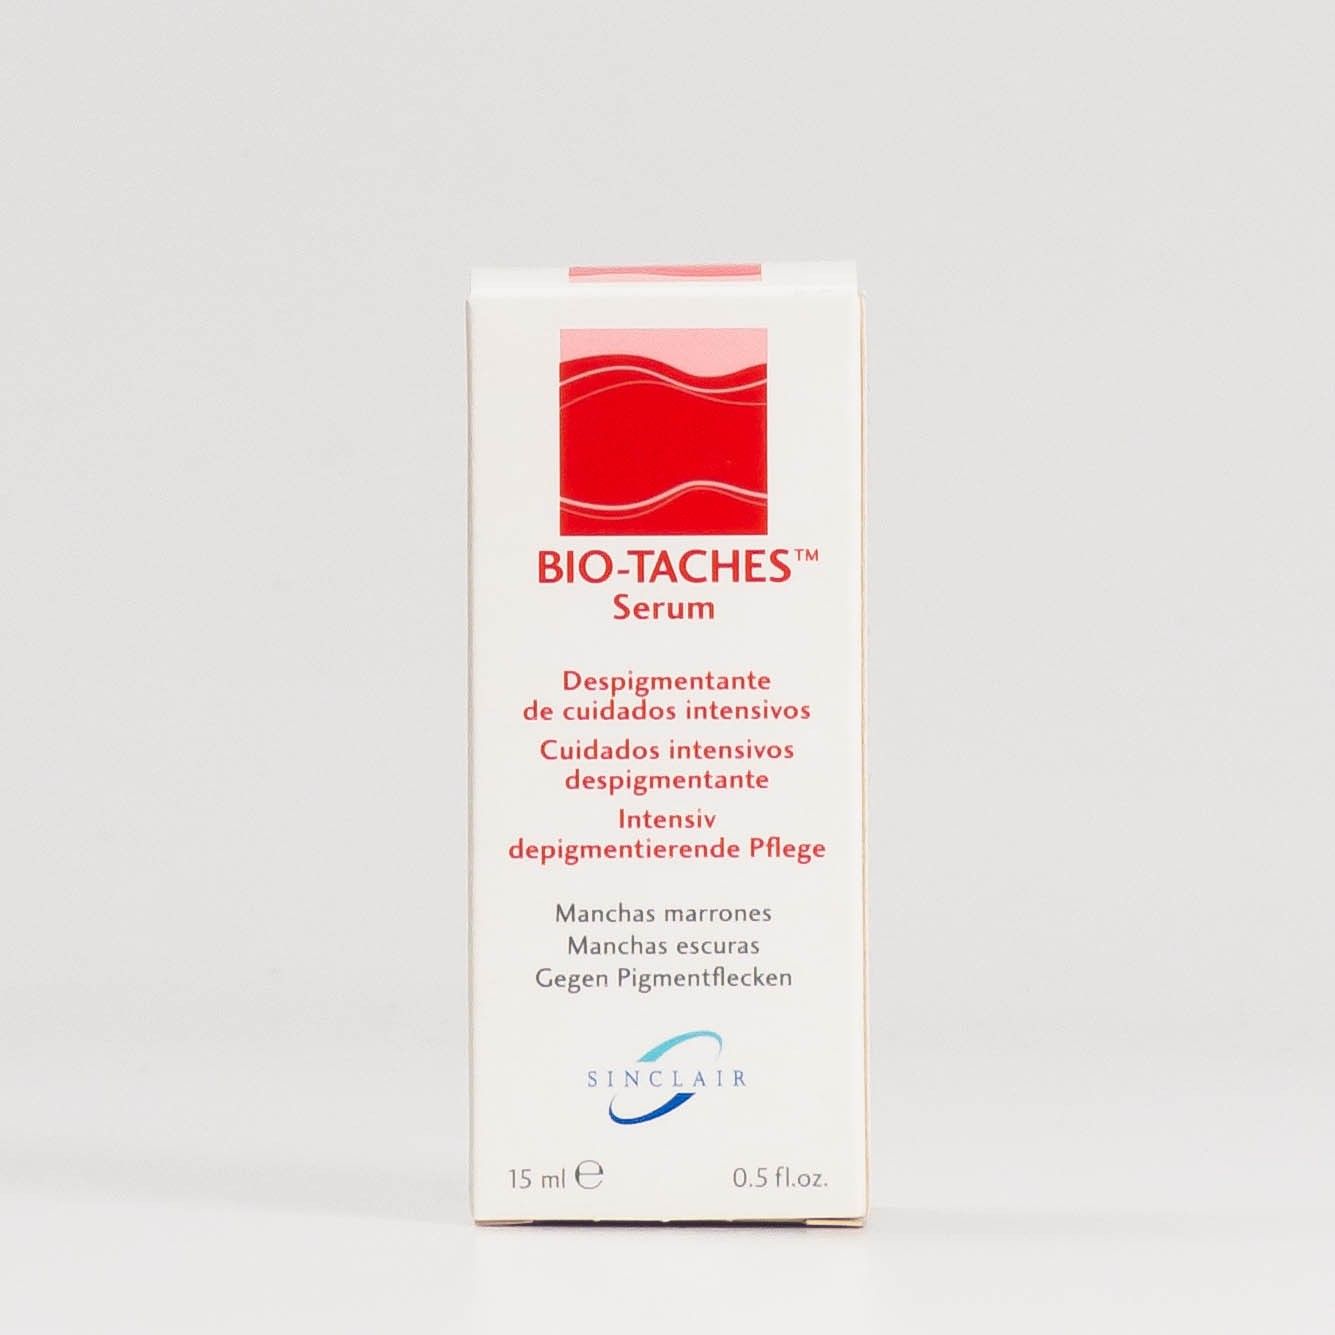 BIO-TACHES™
Serum
Despigmentante
de cuidados intensivos
Cuidados intensivos
despigmentante
Intensiv
depigmentierende Pflege
Manchas marrones
Manchas escuras
Gegen Pigmentflecken
SINCLAIR
15 ml ℮ 0.5 fl.oz.